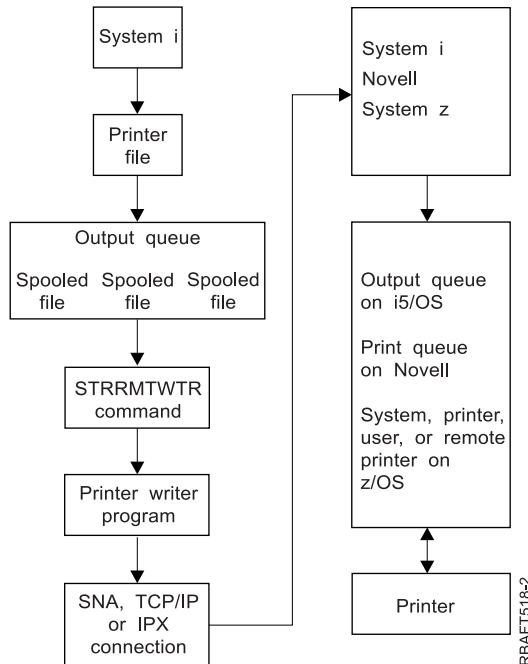 System i
Printer
file
Output queue
Spooled Spooled Spooled
file file file
STRRMTWTR
command
Printer writer
program
SNA, TCP/IP
or IPX
connection
System i
Novell
System z
Output queue
on i5/OS
Print queue
on Novell
System, printer,
user, or remote
printer on
z/OS
Printer
RBAFT518-2